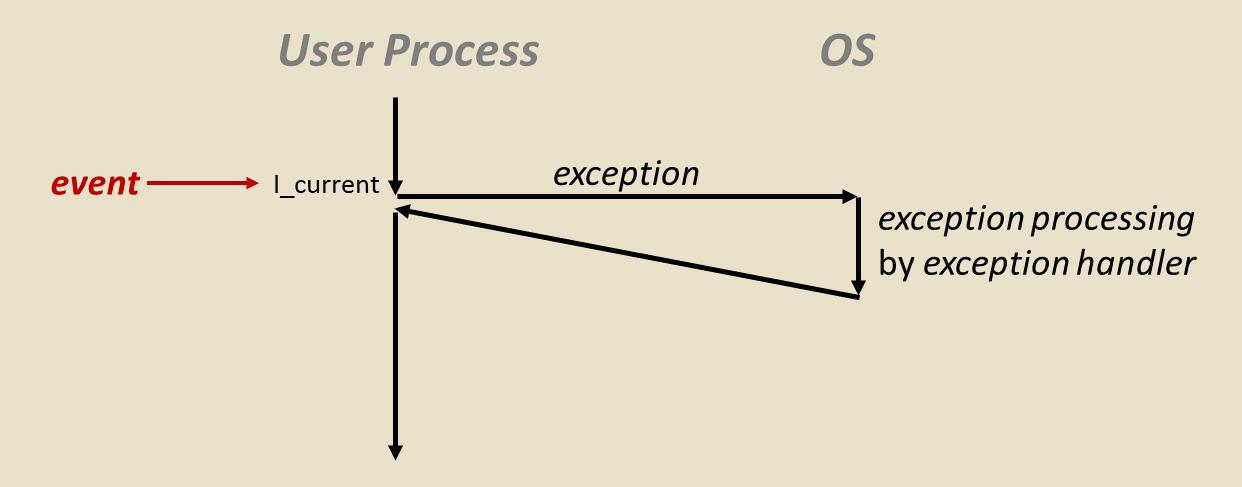 User Process
OS
event
I_current
exception
exception processing
by exception handler